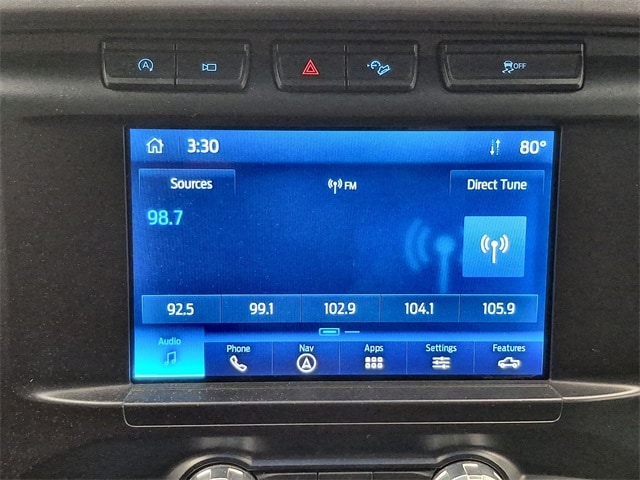 A
OFF
3:30 80°
Sources FM Direct Tune
98.7
92.5 99.1 102.9 104.1 105.9
Audio Phone Nav Apps Settings Features